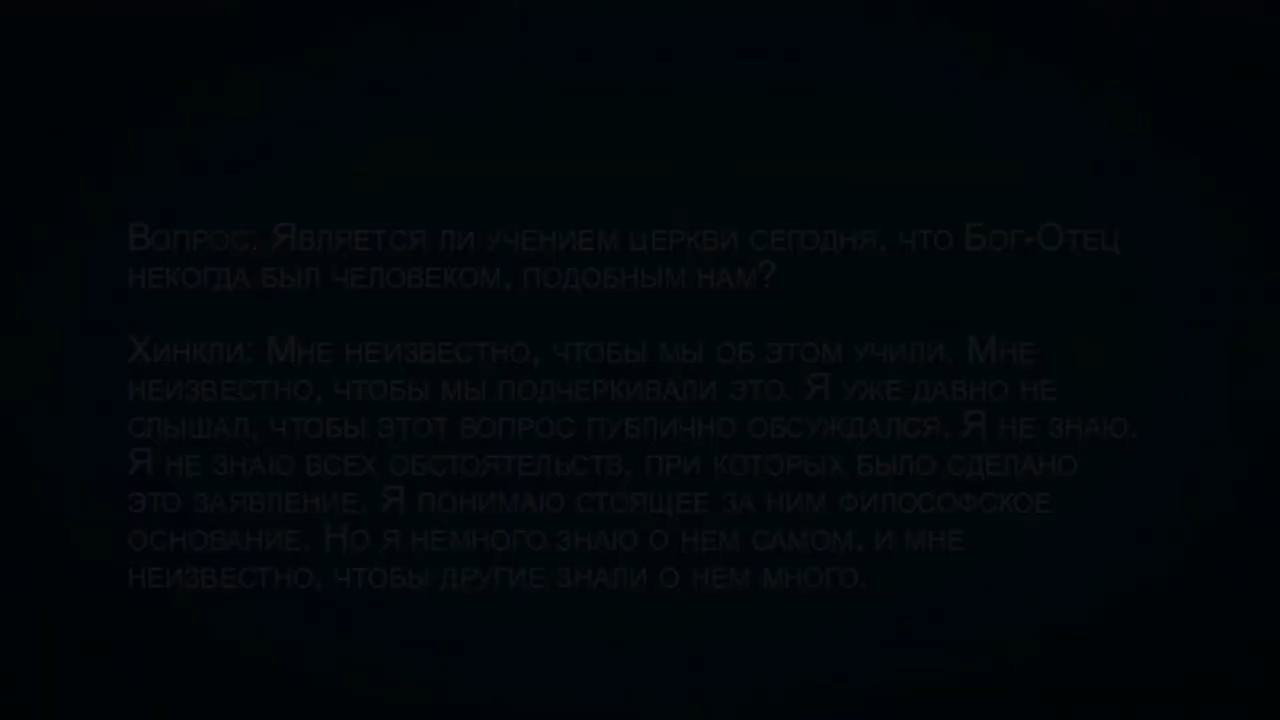 Вопрос: Является ли учением церкви сегодня, что Бог-Отец
некогда был человеком, подобным нам?
Хинкли: Мне неизвестно, чтобы мы об этом учили. Мне
неизвестно, чтобы мы подчеркивали это. Я уже давно не
слышал, чтобы этот вопрос публично обсуждался. Я не знаю.
Я не знаю всех обстоятельств, при которых было сделано
это заявление. Я понимаю стоящее за ним философское
основание. Но я немного знаю о нем самом, и мне
неизвестно, чтобы другие знали о нем много.